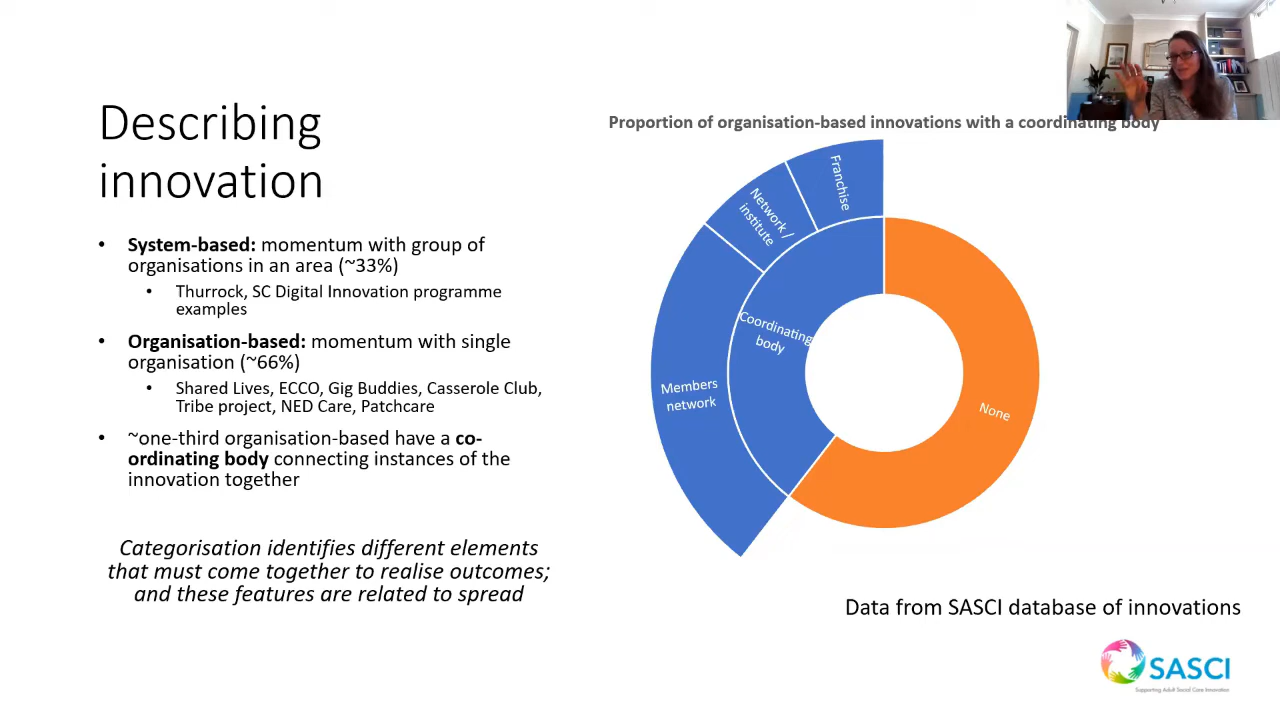 Describing
innovation
• System-based: momentum with group of
organisations in an area (~33%)
• Thurrock, SC Digital Innovation programme
examples
• Organisation-based: momentum with single
organisation (~66%)
• Shared Lives, ECCO, Gig Buddies, Casserole Club,
Tribe project, NED Care, Patchcare
• ~one-third organisation-based have a co-
ordinating body connecting instances of the
innovation together
Categorisation identifies different elements
that must come together to realise outcomes;
and these features are related to spread
Proportion of organisation-based innovations with a coordinating body
Franchise
Network /
institute
Coordinating
body
Members
network
None
Data from SASCI database of innovations
SASCI
Supporting Adult Social Care Innovation